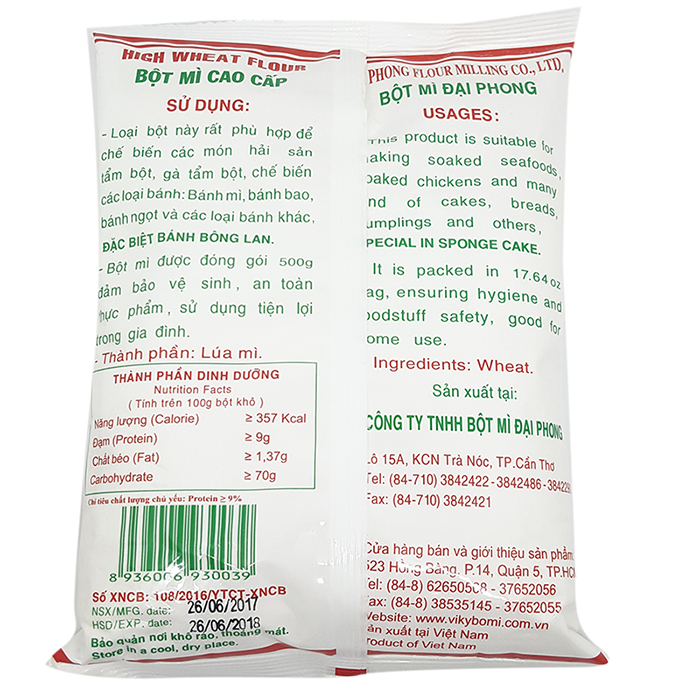 HIGH WHEAT FLOUR
BỘT MÌ CAO CẤP
SỬ DỤNG:
- Loại bột này rất phù hợp để
chế biến các món hải sản
tẩm bột, gà tẩm bột, chế biến
các loại bánh: Bánh mì, bánh bao,
bánh ngọt và các loại bánh khác,
ĐẶC BIỆT BÁNH BÔNG LAN.
- Bột mì được đóng gói 500g
đảm bảo vệ sinh, an toàn
thực phẩm, sử dụng tiện lợi
trong gia đình.
- Thành phần: Lúa mì.
THÀNH PHẦN DINH DƯỠNG
Nutrition Facts
( Tính trên 100g bột khô )
Năng lượng (Calorie) ≥ 357 Kcal
Đạm (Protein) ≥ 9g
Chất béo (Fat) ≥ 1,37g
Carbohydrate ≥ 70g
Chỉ tiêu chất lượng chủ yếu: Protein ≥ 9%
8 936006 930039
Số XNCB: 108/2016/YTCT-XNCB
NSX/MFG. date: 26/06/2017
HSD/EXP. date: 26/06/2018
Bảo quản nơi khô ráo, thoáng mát.
Store in a cool, dry place.
PHONG FLOUR MILLING CO., LTD.
BỘT MÌ ĐẠI PHONG
USAGES:
This product is suitable for
aking soaked seafoods,
oaked chickens and many
nd of cakes, breads,
umplings and others,
PECIAL IN SPONGE CAKE.
It is packed in 17.64 oz
ag, ensuring hygiene and
oodstuff safety, good for
ome use.
Ingredients: Wheat.
Sản xuất tại:
CÔNG TY TNHH BỘT MÌ ĐẠI PHONG
Lô 15A, KCN Trà Nóc, TP.Cần Thơ
Tel: (84-710) 3842422 - 3842486 - 384229
Fax: (84-710) 3842421
Cửa hàng bán và giới thiệu sản phẩm:
523 Hồng Bàng. P.14, Quận 5, TP.HCM
Tel: (84-8) 62650508 - 37652056
Fax: (84-8) 38535145 - 37652055
Website: www.vikybomi.com.vn
Sản xuất tại Việt Nam
Product of Viet Nam